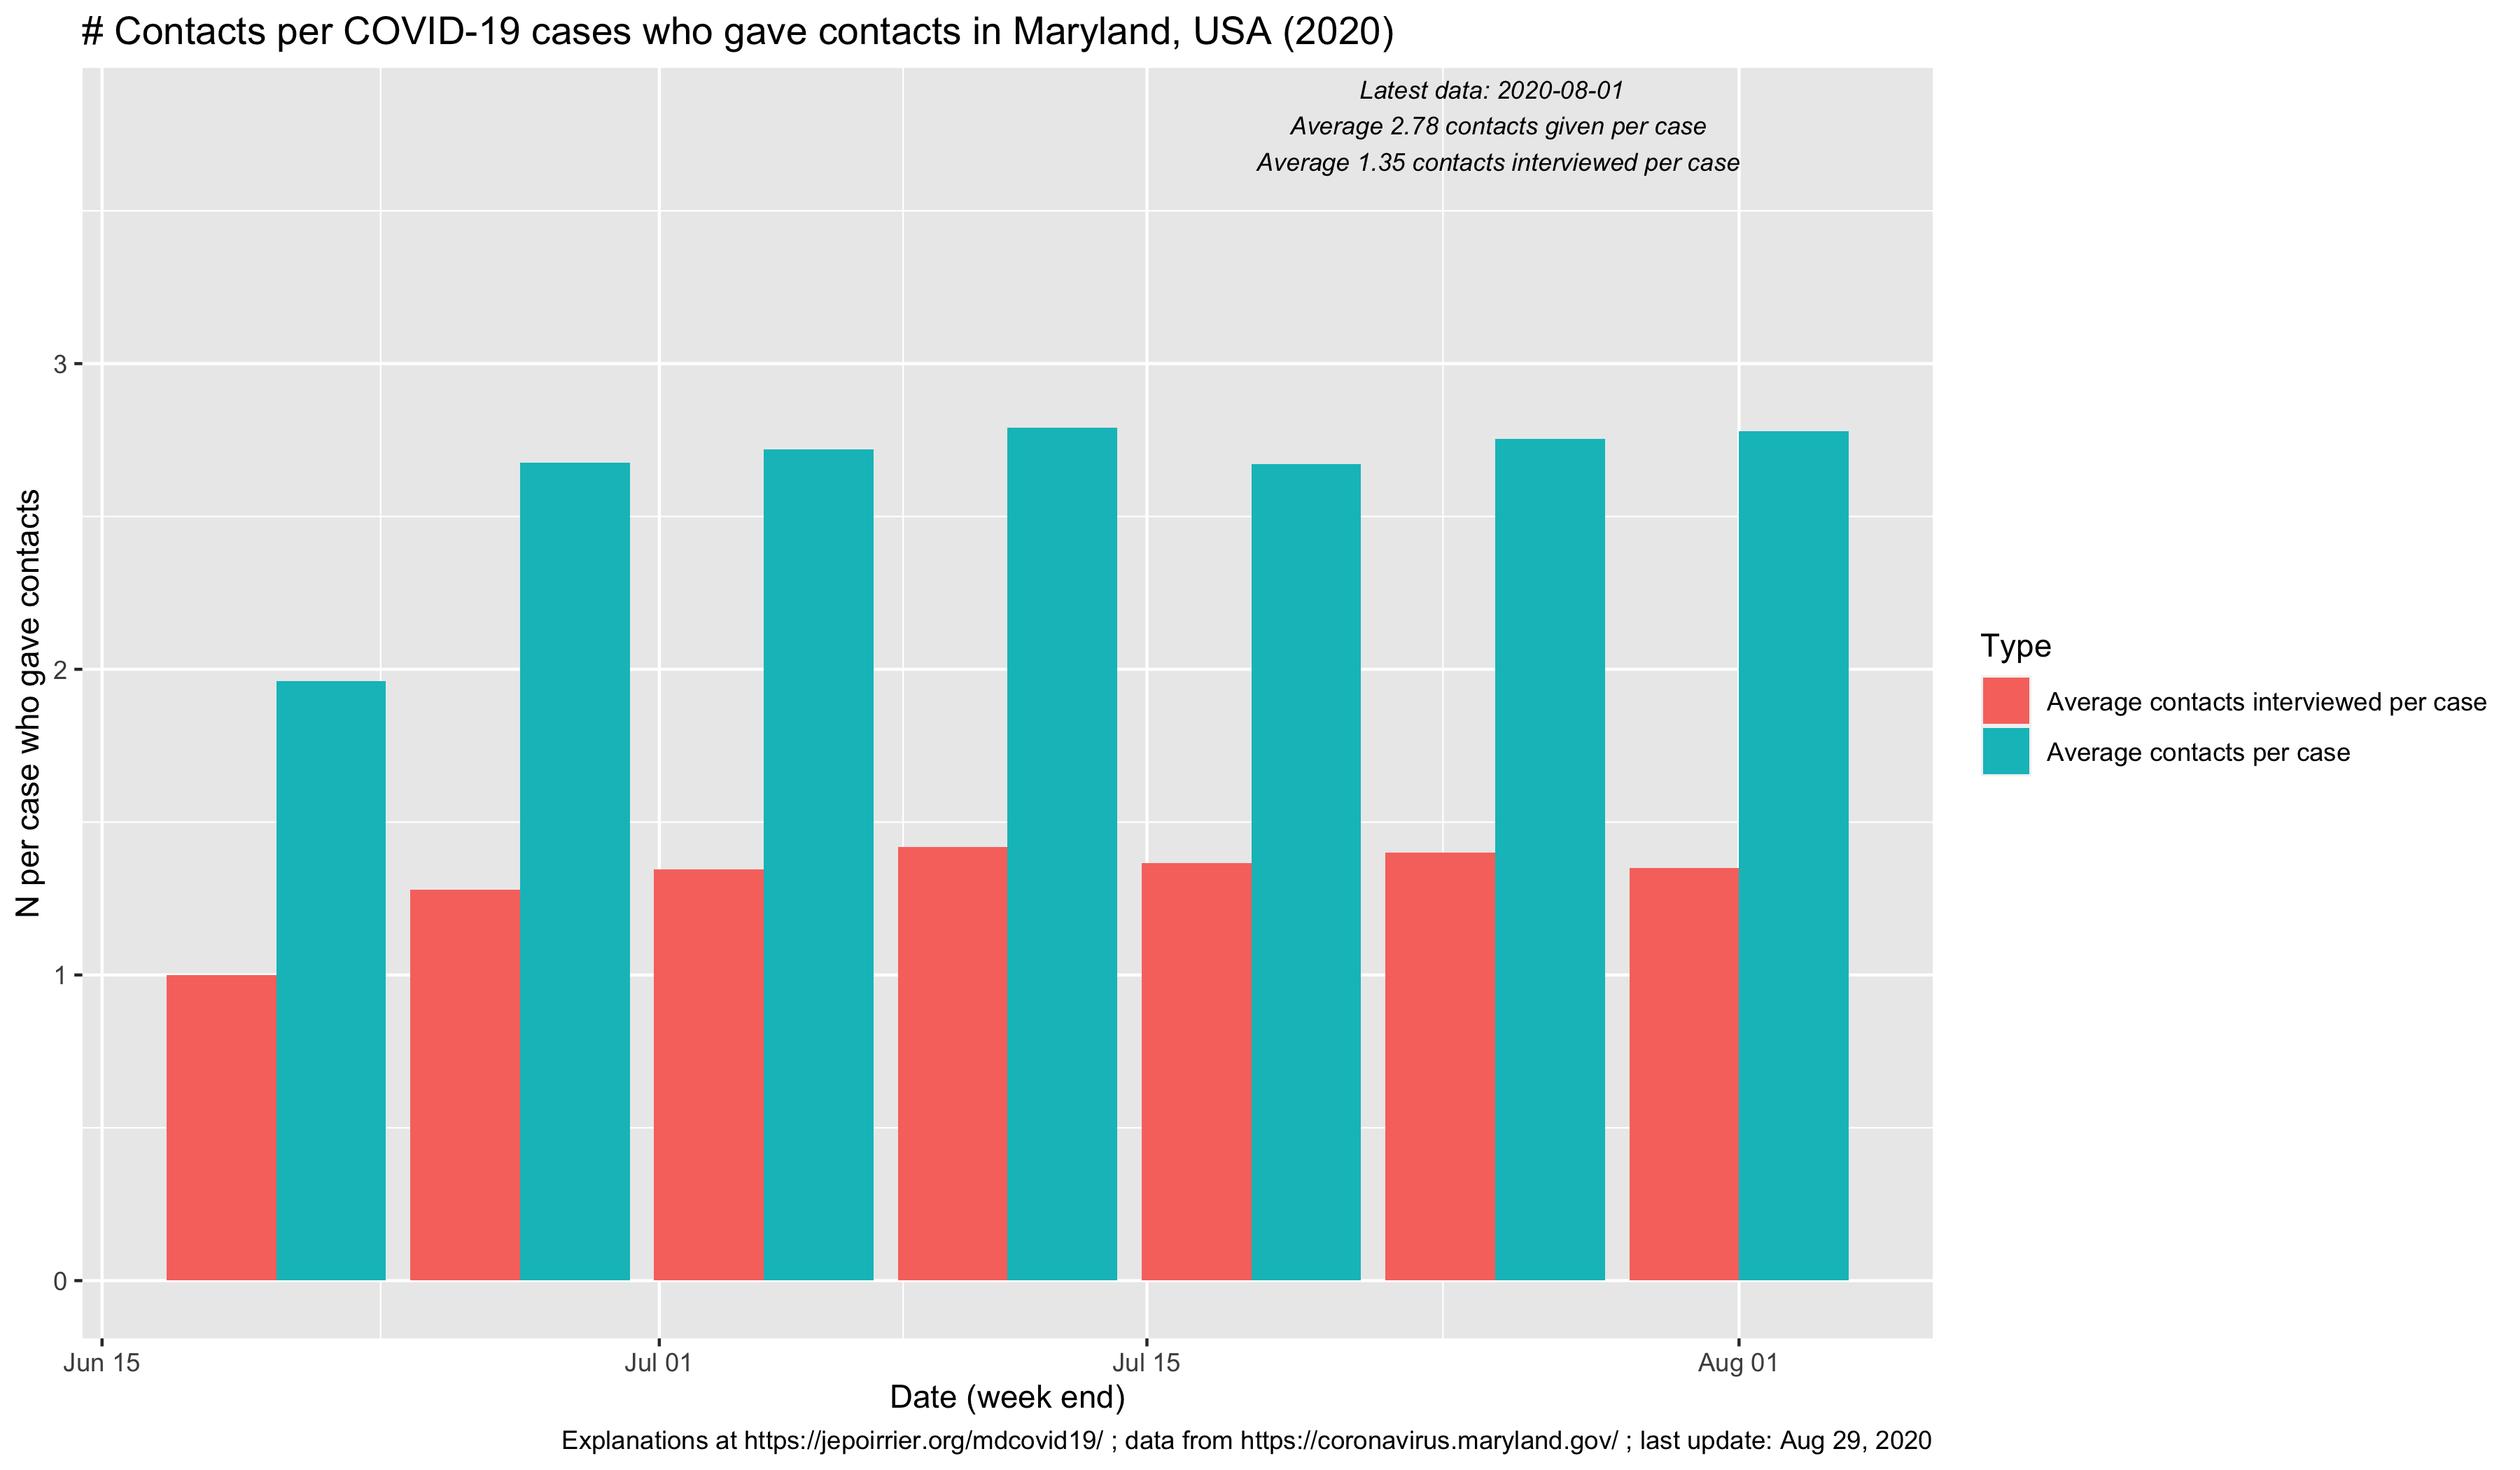 # Contacts per COVID-19 cases who gave contacts in Maryland, USA (2020)
Latest data: 2020-08-01
Average 2.78 contacts given per case
Average 1.35 contacts interviewed per case
N per case who gave contacts
3
2
1
0
Jun 15
Jul 01
Jul 15
Aug 01
Date (week end)
Type
Average contacts interviewed per case
Average contacts per case
Explanations at https://jepoirrier.org/mdcovid19/ ; data from https://coronavirus.maryland.gov/ ; last update: Aug 29, 2020